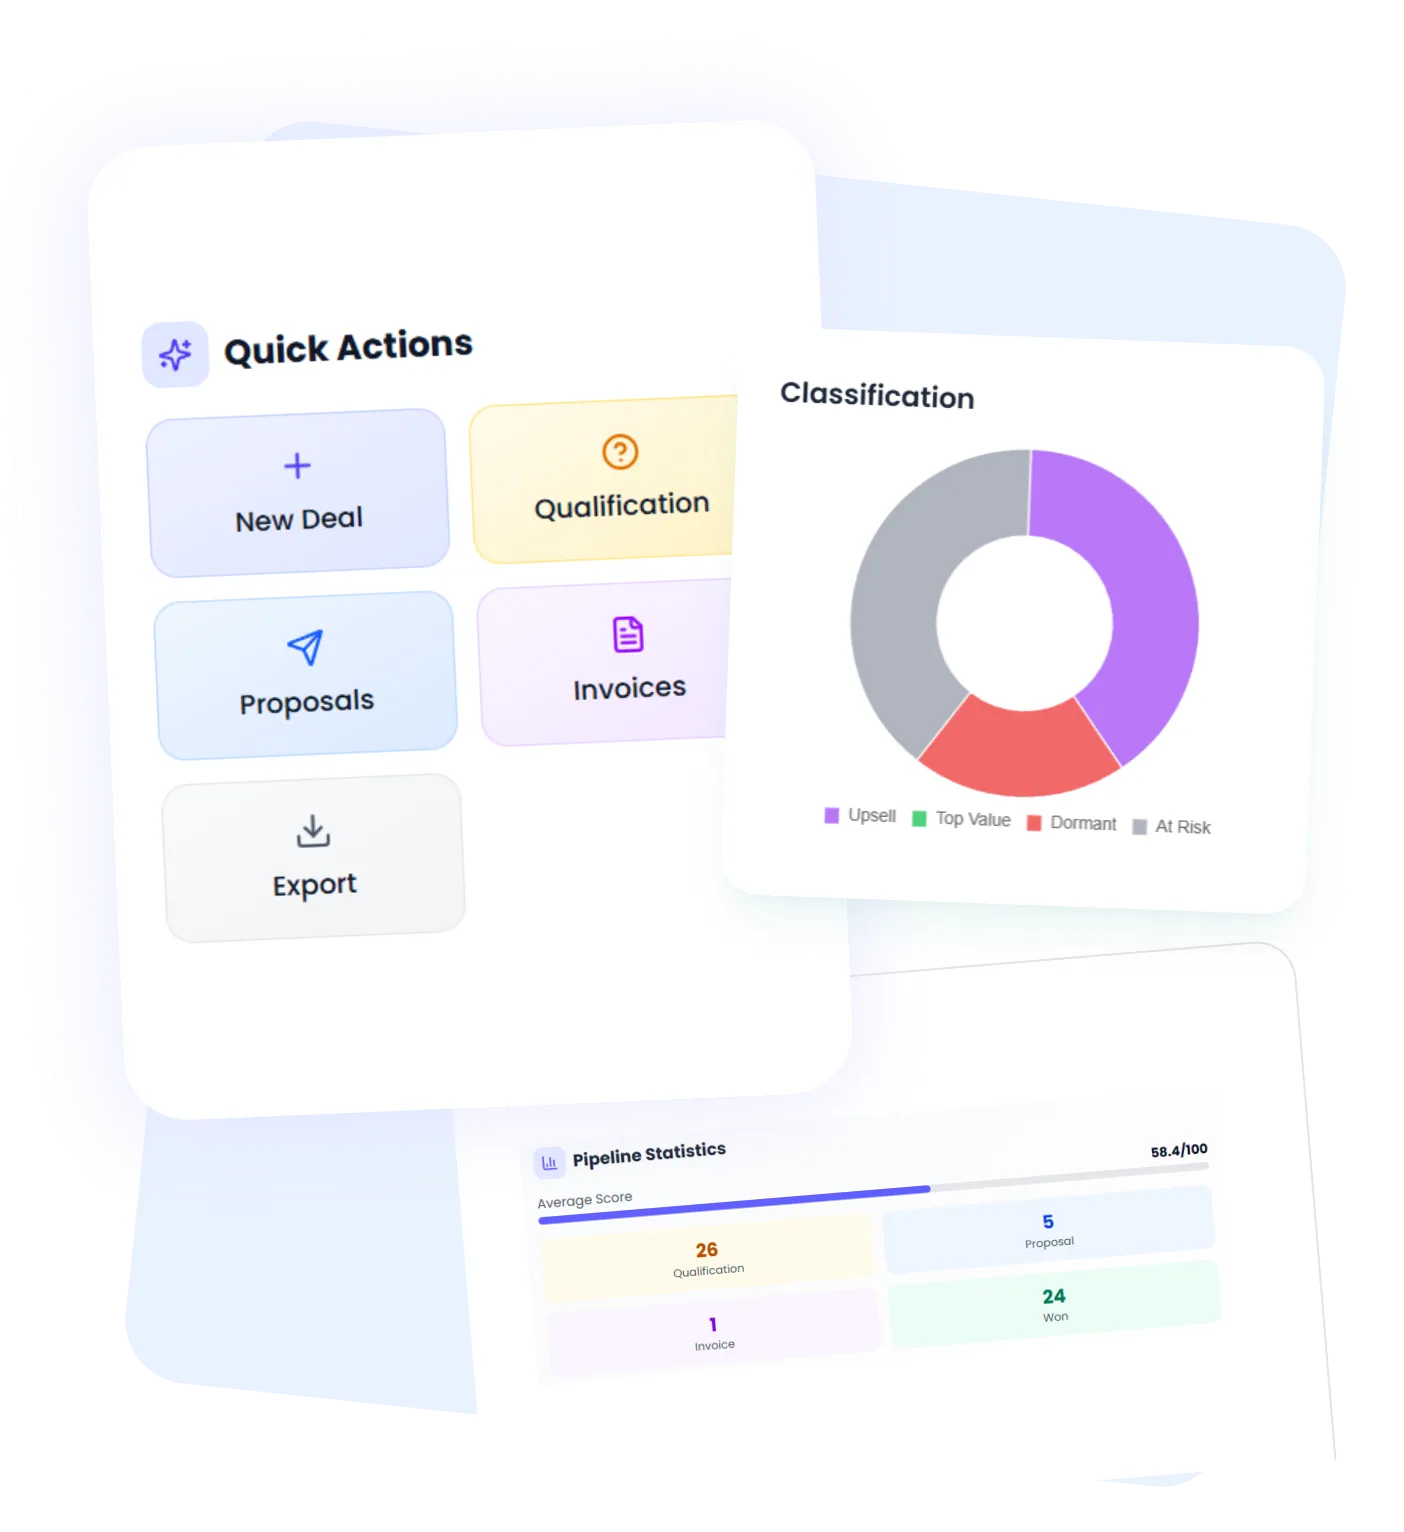 Quick Actions
New Deal
Qualification
Proposals
Invoices
Export
Classification
Upsell Top Value Dormant At Risk
Pipeline Statistics
58.4/100
Average Score
26
Qualification
5
Proposal
1
Invoice
24
Won